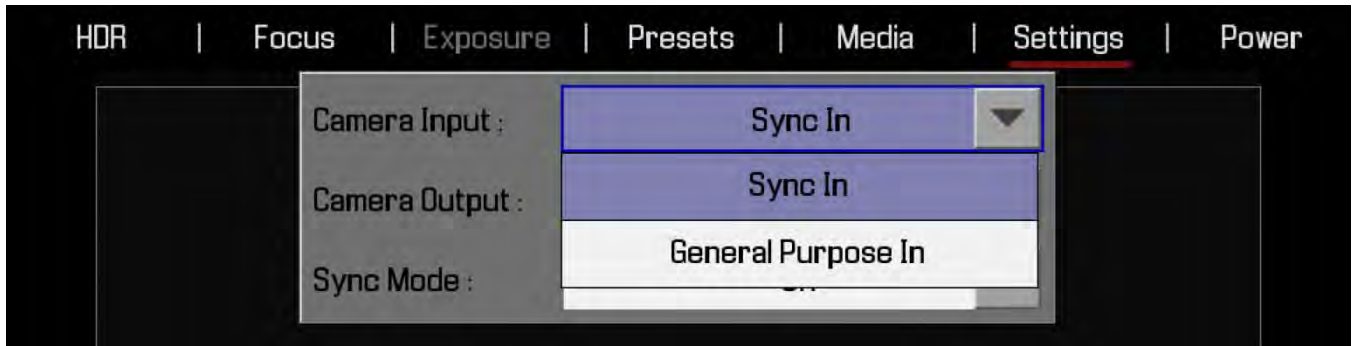 HDR | Focus | Exposure | Presets | Media | Settings | Power
Camera Input : Sync In
Sync In
Camera Output :
General Purpose In
Sync Mode :